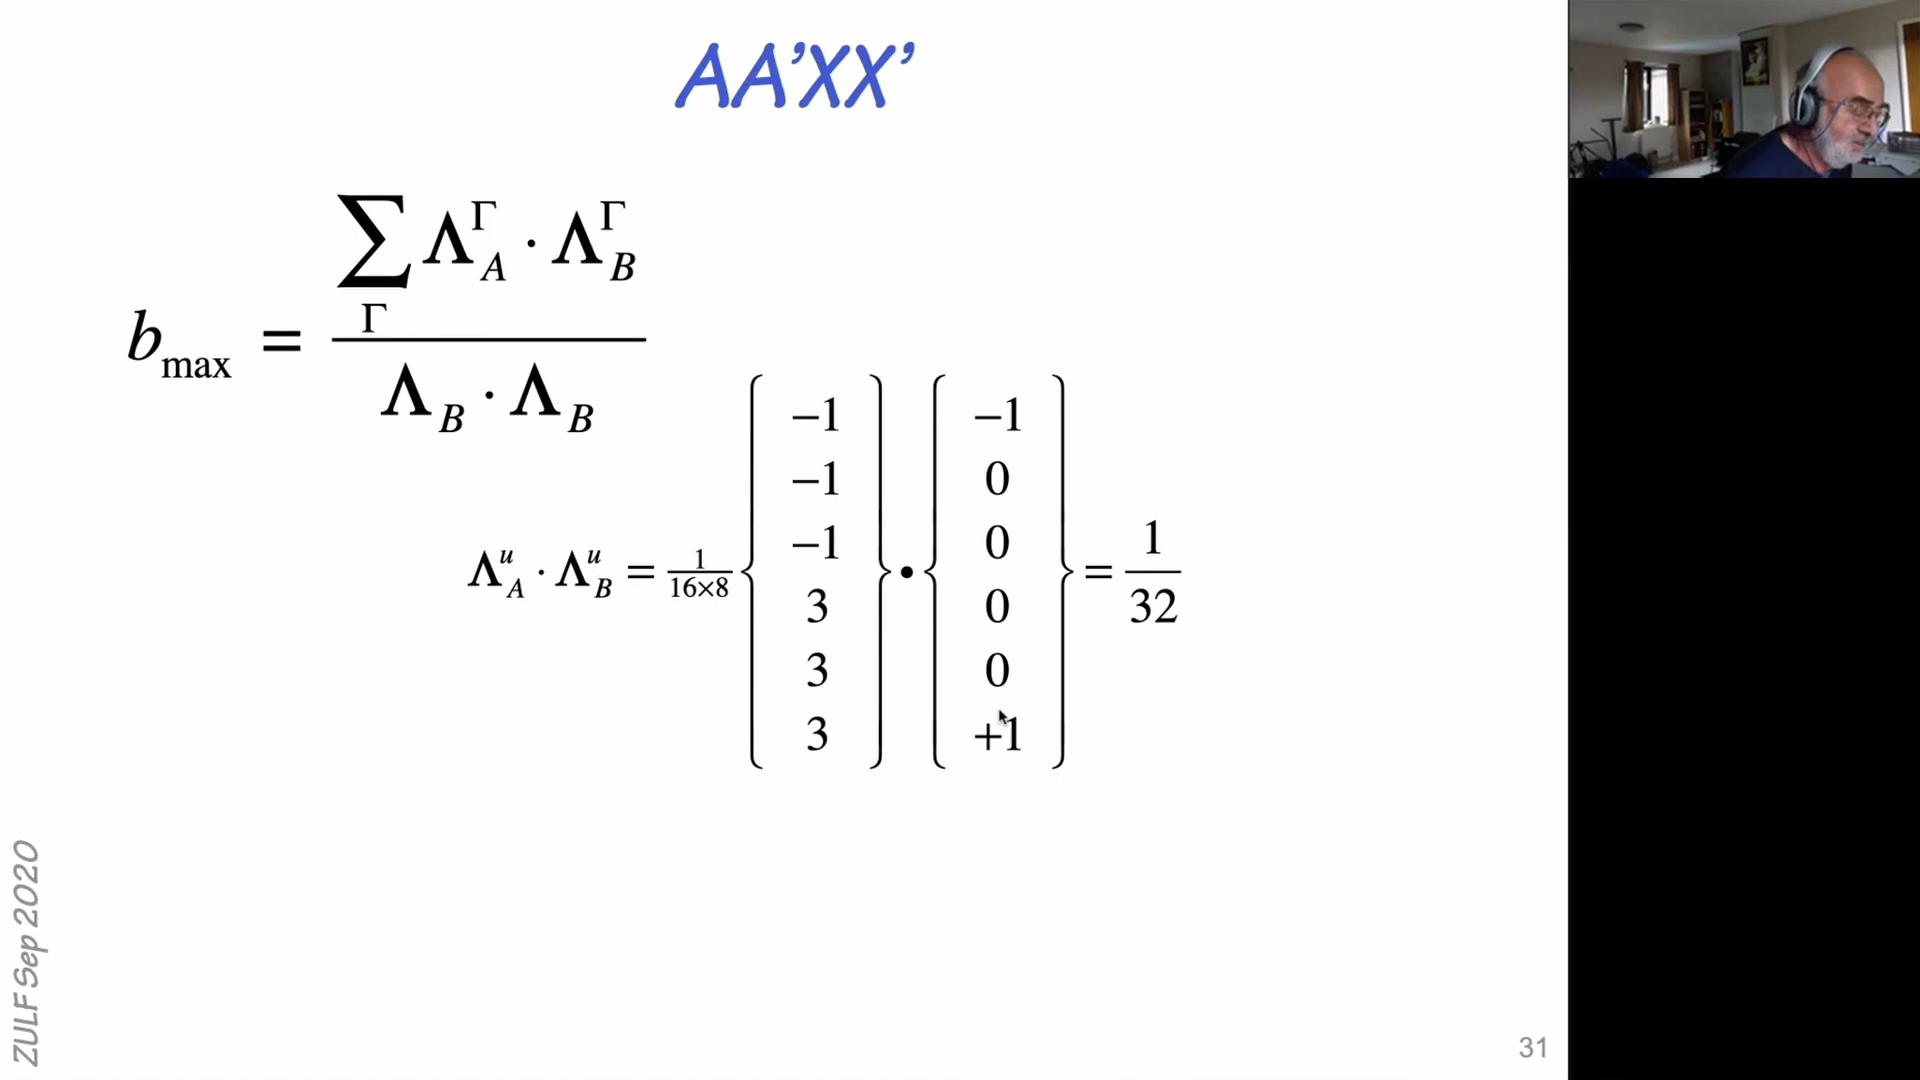 AA’XX’
b_max = (∑_Γ Λ_A^Γ · Λ_B^Γ) / (Λ_B · Λ_B)
Λ_A^u · Λ_B^u = 1/(16×8) {−1 −1 −1 3 3 3} • {−1 0 0 0 0 +1} = 1/32
ZULF Sep 2020
31